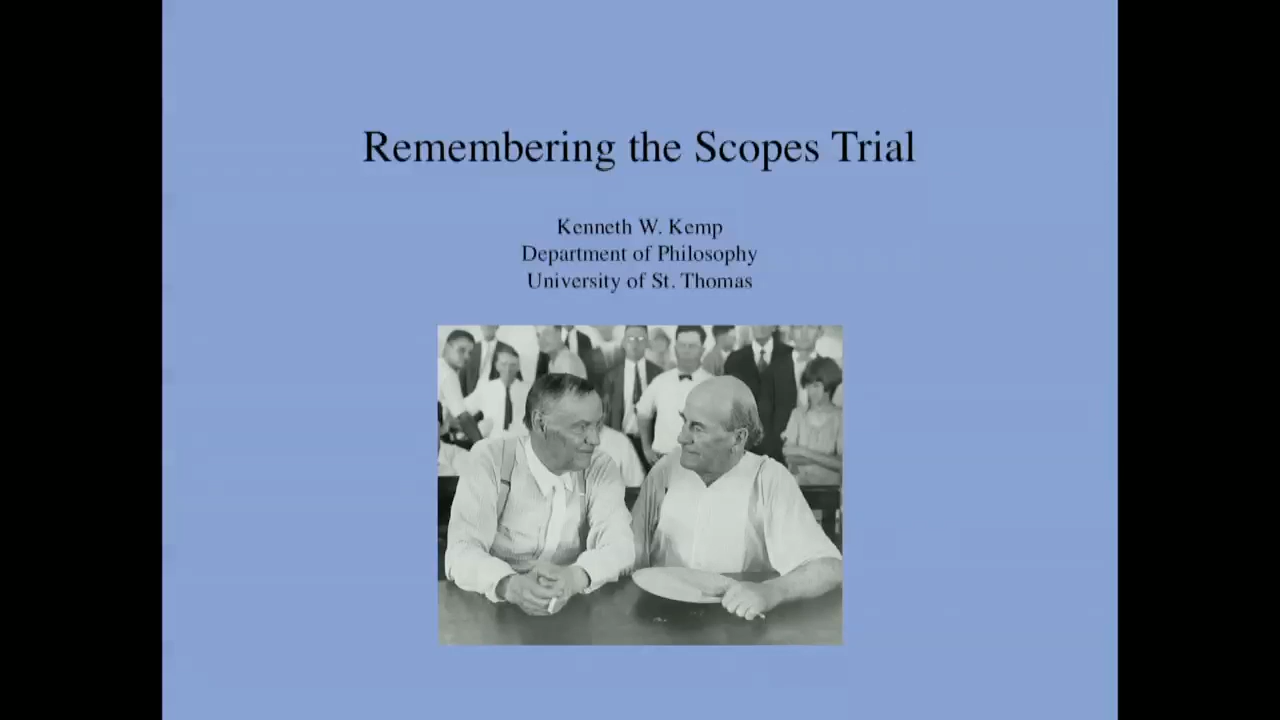 Remembering the Scopes Trial
Kenneth W. Kemp
Department of Philosophy
University of St. Thomas